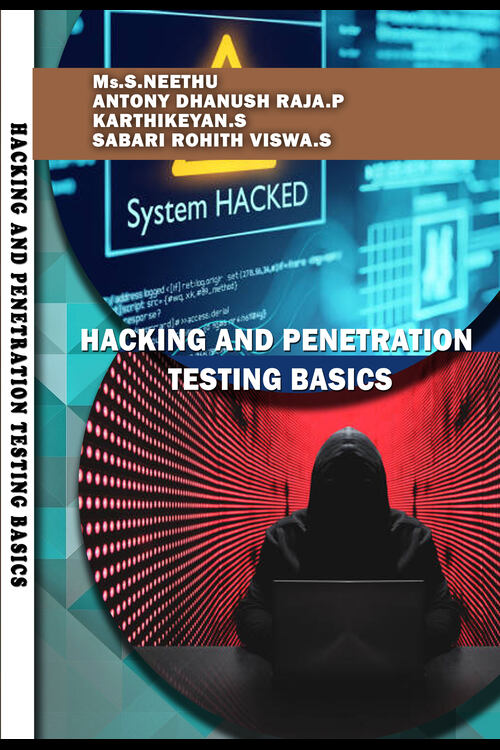 HACKING AND PENETRATION TESTING BASICS
Ms.S.NEETHU
ANTONY DHANUSH RAJA.P
KARTHIKEYAN.S
SABARI ROHITH VISWA.S
System HACKED
HACKING AND PENETRATION
TESTING BASICS